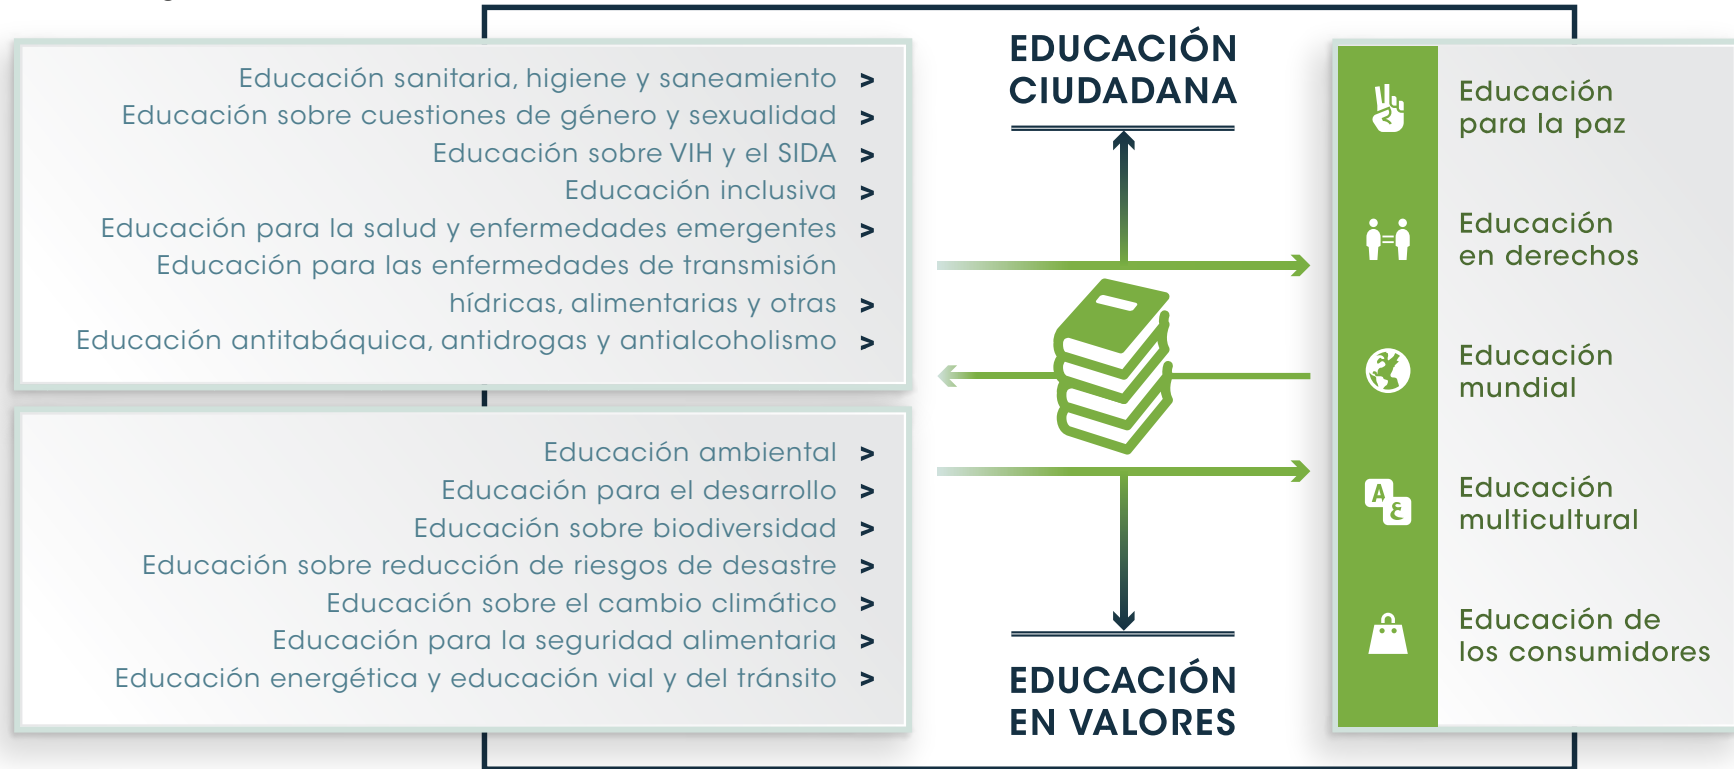 Educación sanitaria, higiene y saneamiento >
Educación sobre cuestiones de género y sexualidad >
Educación sobre VIH y el SIDA >
Educación inclusiva >
Educación para la salud y enfermedades emergentes >
Educación para las enfermedades de transmisión
hídricas, alimentarias y otras >
Educación antitabáquica, antidrogas y antialcoholismo >
Educación ambiental >
Educación para el desarrollo >
Educación sobre biodiversidad >
Educación sobre reducción de riesgos de desastre >
Educación sobre el cambio climático >
Educación para la seguridad alimentaria >
Educación energética y educación vial y del tránsito >
EDUCACIÓN
CIUDADANA
EDUCACIÓN
EN VALORES
Educación
para la paz
Educación
en derechos
Educación
mundial
Educación
multicultural
Educación de
los consumidores